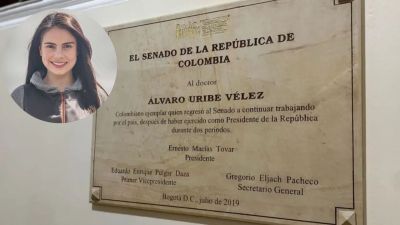 EL SENADO DE LA REPÚBLICA DE
COLOMBIA
Al doctor
ÁLVARO URIBE VÉLEZ
Colombiano ejemplar quien regresó al Senado a continuar trabajando
por el país, después de haber ejercido como Presidente de la República
durante dos periodos.
Ernesto Macías Tovar
Presidente
Eduardo Enrique Pulgar Daza
Primer Vicepresidente
Gregorio Eljach Pacheco
Secretario General
Bogotá D.C., julio de 2019